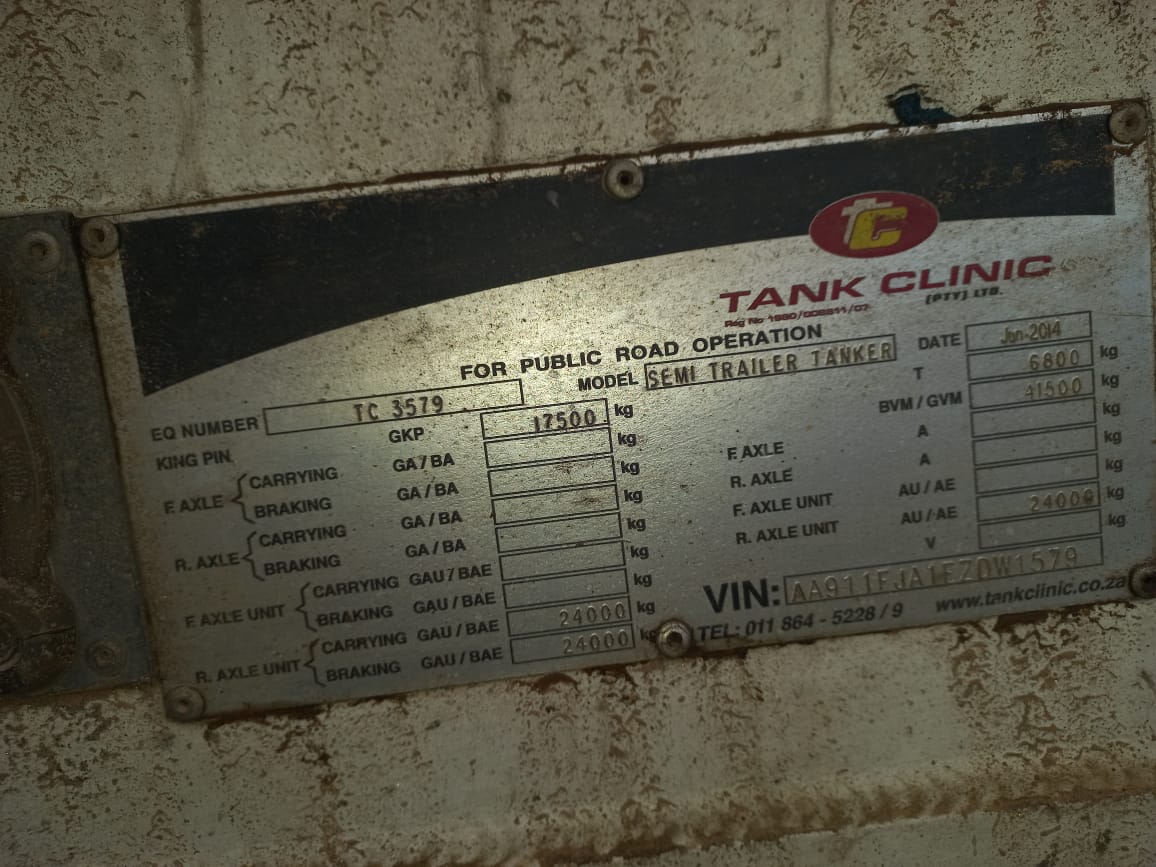 tc
TANK CLINIC
(PTY) LTD.
FOR PUBLIC ROAD OPERATION
EQ NUMBER TC 3579 MODEL SEMI TRAILER TANKER DATE Jun-2014
KING PIN GKP 17500 kg T 6800 kg
F. AXLE CARRYING GA/BA kg BVM / GVM 41500 kg
BRAKING GA / BA kg F. AXLE A kg
R. AXLE CARRYING GA / BA kg R. AXLE A kg
BRAKING GA / BA kg F. AXLE UNIT AU / AE kg
F. AXLE UNIT CARRYING GAU / BAE kg R. AXLE UNIT AU / AE 24000 kg
BRAKING GAU / BAE kg V kg
R. AXLE UNIT CARRYING GAU / BAE 24000 kg VIN: AA911FJA1EZDW1579
BRAKING GAU / BAE 24000 kg TEL: 011 864 - 5228 / 9 www.tankclinic.co.za